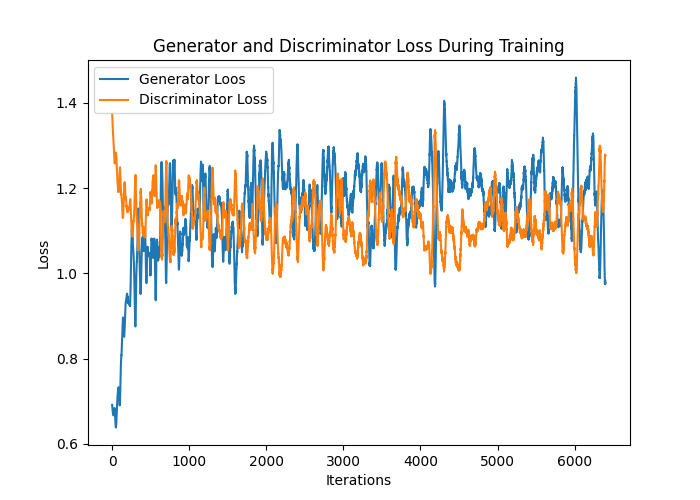 Generator and Discriminator Loss During Training
Generator Loos
Discriminator Loss
1.4
1.2
1.0
0.8
0.6
Loss
0
1000
2000
3000
4000
5000
6000
Iterations